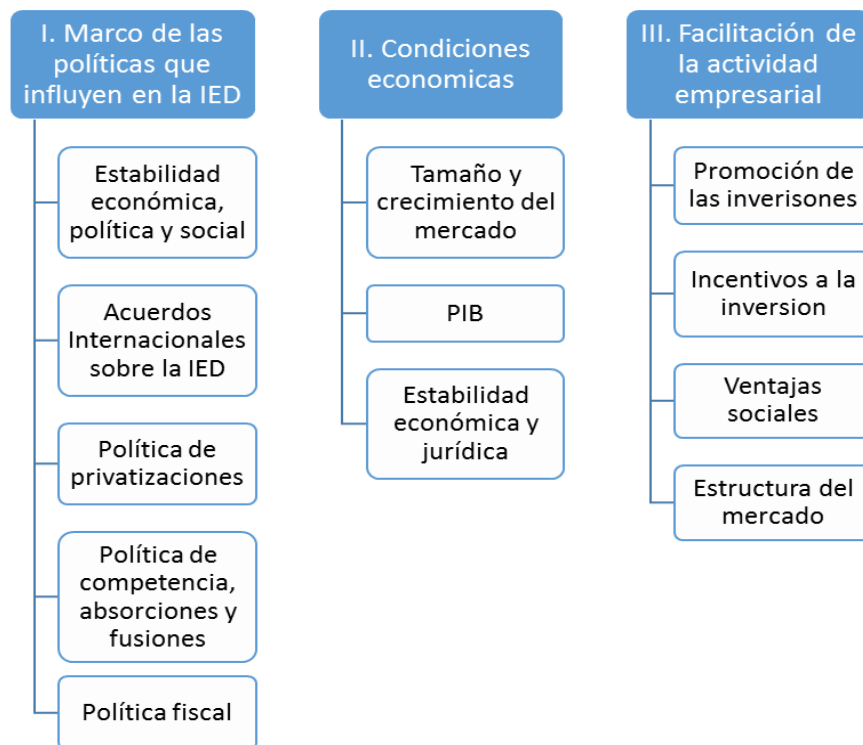 I. Marco de las
políticas que
influyen en la IED
Estabilidad
económica,
política y social
Acuerdos
Internacionales
sobre la IED
Política de
privatizaciones
Política de
competencia,
absorciones y
fusiones
Política fiscal
II. Condiciones
economicas
Tamaño y
crecimiento del
mercado
PIB
Estabilidad
económica y
jurídica
III. Facilitación de
la actividad
empresarial
Promoción de
las inverisones
Incentivos a la
inversion
Ventajas
sociales
Estructura del
mercado